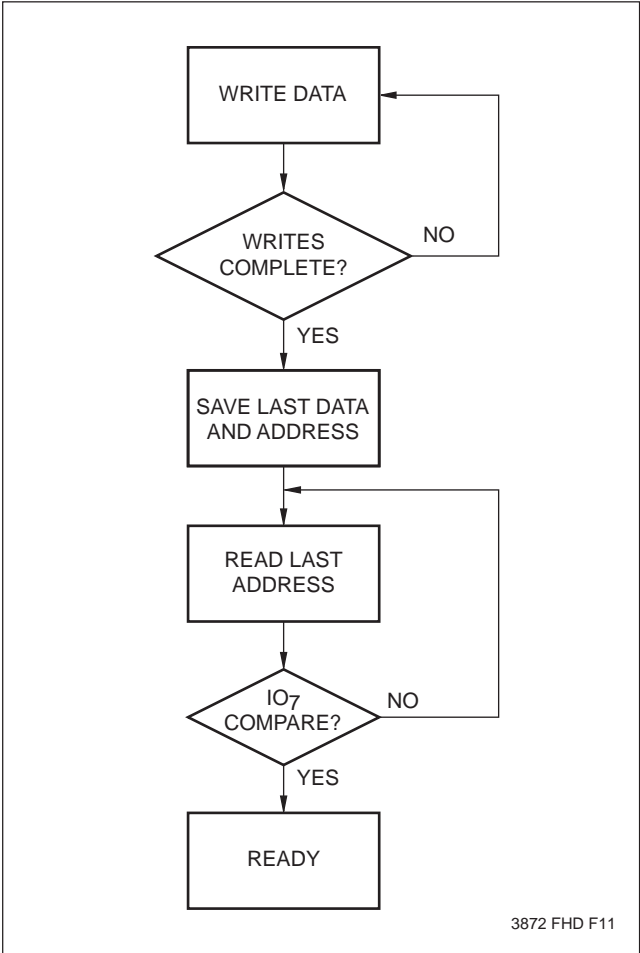 WRITE DATA
WRITES
COMPLETE?
NO
YES
SAVE LAST DATA
AND ADDRESS
READ LAST
ADDRESS
IO7
COMPARE?
NO
YES
READY
3872 FHD F11